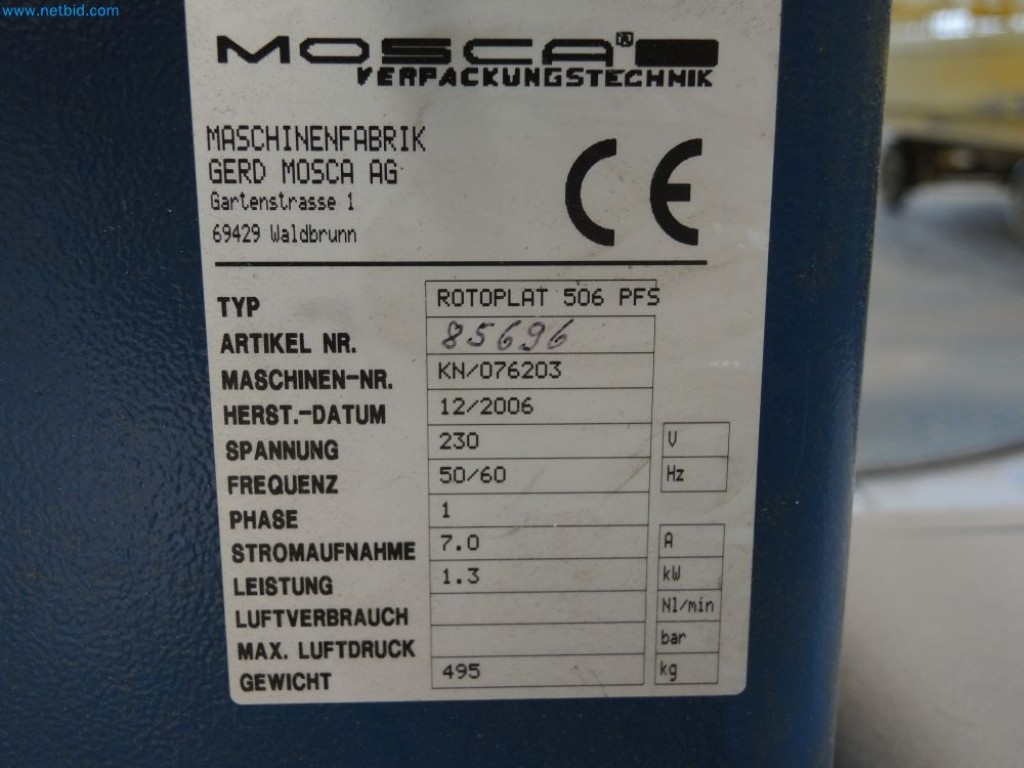 www.netbid.com
MOSCA®
VERPACKUNGSTECHNIK
MASCHINENFABRIK
GERD MOSCA AG
Gartenstrasse 1
69429 Waldbrunn
CE
TYP ROTOPLAT 506 PFS
ARTIKEL NR. 85696
MASCHINEN-NR. KN/076203
HERST.-DATUM 12/2006
SPANNUNG 230 V
FREQUENZ 50/60 Hz
PHASE 1
STROMAUFNAHME 7.0 A
LEISTUNG 1.3 kW
LUFTVERBRAUCH Nl/min
MAX. LUFTDRUCK bar
GEWICHT 495 kg